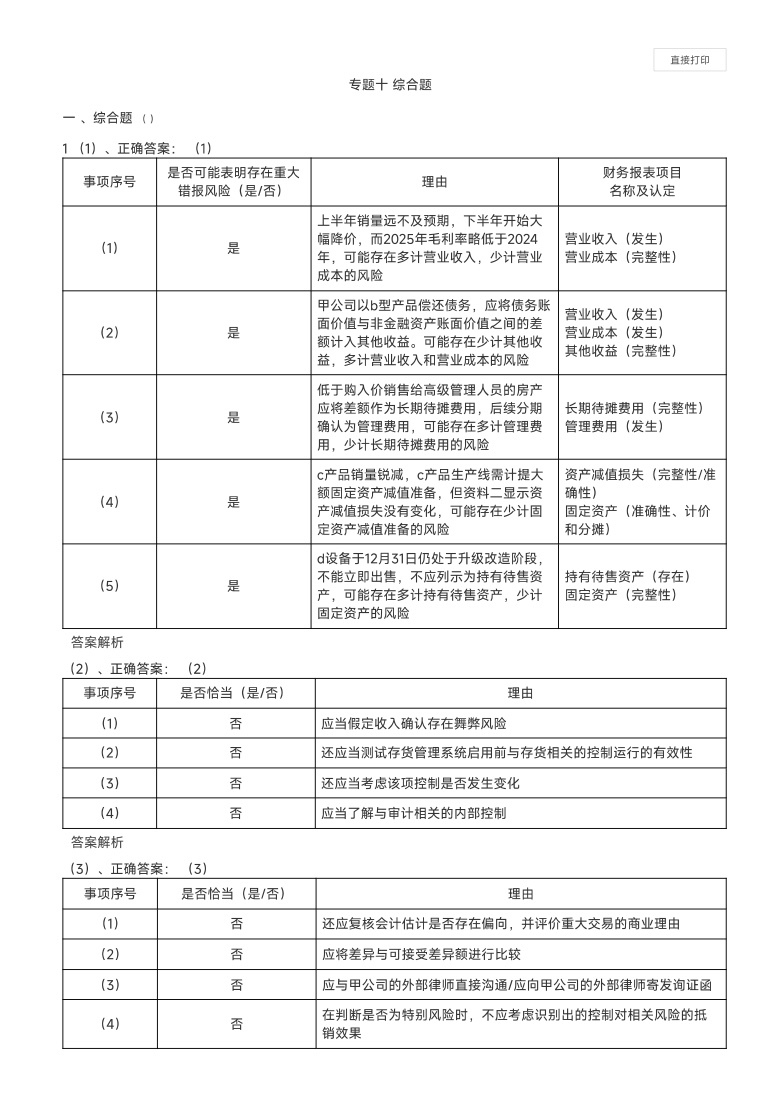 直接打印
专题十 综合题
一 、综合题 （ ）
1 （1）、正确答案： （1）
事项序号
是否可能表明存在重大
错报风险（是/否）
理由
财务报表项目
名称及认定
（1）
是
上半年销量远不及预期，下半年开始大
幅降价，而2025年毛利率略低于2024
年，可能存在多计营业收入，少计营业
成本的风险
营业收入（发生）
营业成本（完整性）
（2）
是
甲公司以b型产品偿还债务，应将债务账
面价值与非金融资产账面价值之间的差
额计入其他收益。可能存在少计其他收
益，多计营业收入和营业成本的风险
营业收入（发生）
营业成本（发生）
其他收益（完整性）
（3）
是
低于购入价销售给高级管理人员的房产
应将差额作为长期待摊费用，后续分期
确认为管理费用，可能存在多计管理费
用，少计长期待摊费用的风险
长期待摊费用（完整性）
管理费用（发生）
（4）
是
c产品销量锐减，c产品生产线需计提大
额固定资产减值准备，但资料二显示资
产减值损失没有变化，可能存在少计固
定资产减值准备的风险
资产减值损失（完整性/准
确性）
固定资产（准确性、计价
和分摊）
（5）
是
d设备于12月31日仍处于升级改造阶段，
不能立即出售，不应列示为持有待售资
产，可能存在多计持有待售资产，少计
固定资产的风险
持有待售资产（存在）
固定资产（完整性）
答案解析
（2）、正确答案： （2）
事项序号
是否恰当（是/否）
理由
（1）
否
应当假定收入确认存在舞弊风险
（2）
否
还应当测试存货管理系统启用前与存货相关的控制运行的有效性
（3）
否
还应当考虑该项控制是否发生变化
（4）
否
应当了解与审计相关的内部控制
答案解析
（3）、正确答案： （3）
事项序号
是否恰当（是/否）
理由
（1）
否
还应复核会计估计是否存在偏向，并评价重大交易的商业理由
（2）
否
应将差异与可接受差异额进行比较
（3）
否
应与甲公司的外部律师直接沟通/应向甲公司的外部律师寄发询证函
（4）
否
在判断是否为特别风险时，不应考虑识别出的控制对相关风险的抵
销效果